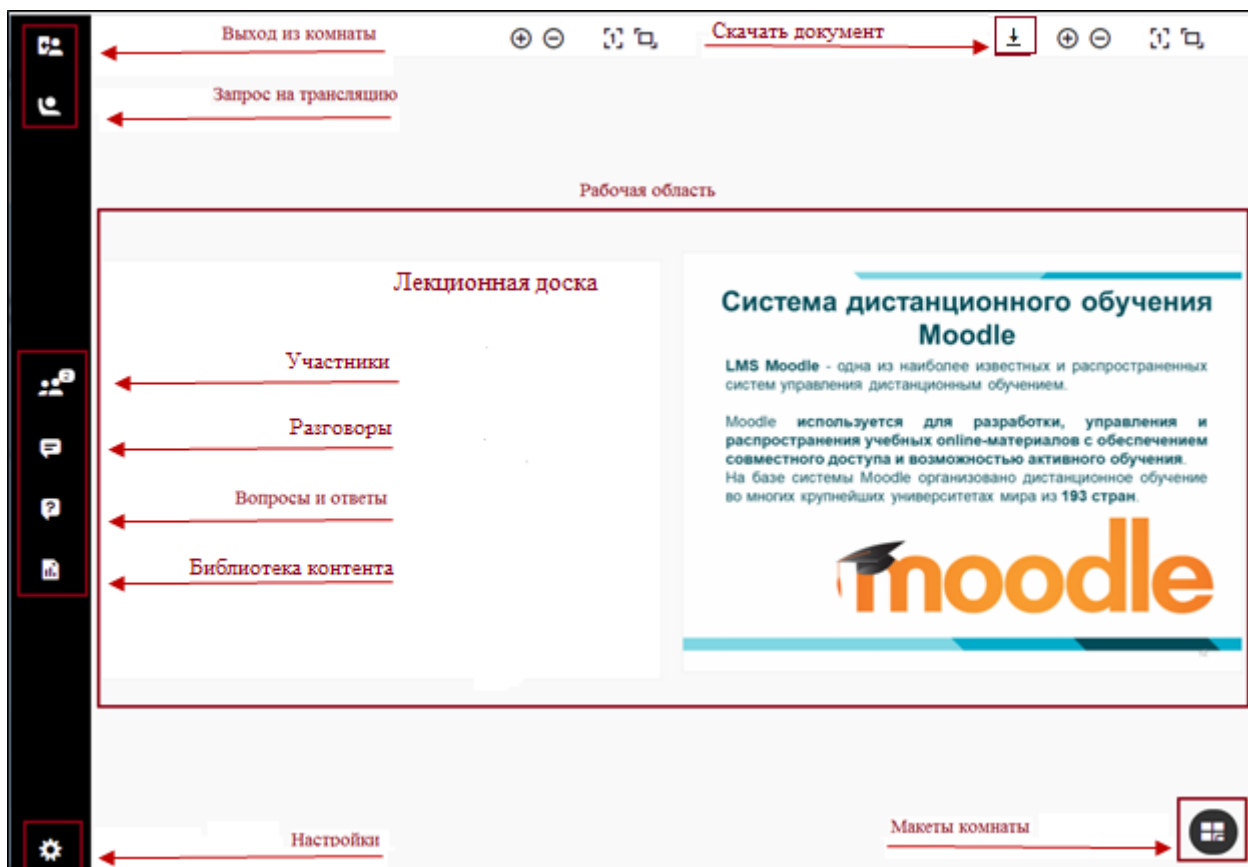 Выход из комнаты
Скачать документ
Запрос на трансляцию
Рабочая область
Лекционная доска
Участники
2
Разговоры
Вопросы и ответы
Библиотека контента
Система дистанционного обучения
Moodle
LMS Moodle - одна из наиболее известных и распространенных
систем управления дистанционным обучением.
Moodle используется для разработки, управления и
распространения учебных online-материалов с обеспечением
совместного доступа и возможностью активного обучения.
На базе системы Moodle организовано дистанционное обучение
во многих крупнейших университетах мира из 193 стран.
moodle
Настройки
Макеты комнаты